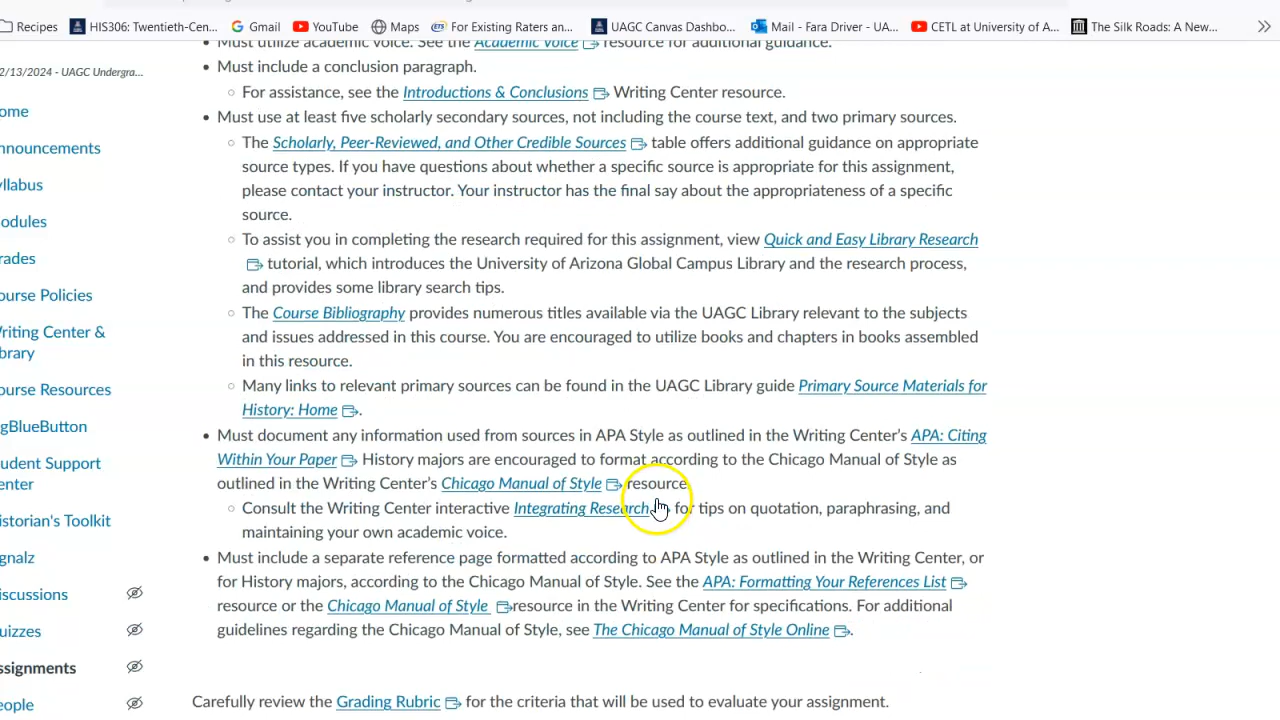 Recipes HIS306: Twentieth-Cen... Gmail YouTube Maps ETS For Existing Raters an... UAGC Canvas Dashbo... Mail - Fara Driver - UA... CETL at University of A... The Silk Roads: A New... »
Must utilize academic voice. See the Academic Voice resource for additional guidance.
2/13/2024 - UAGC Undergra...
Must include a conclusion paragraph.
For assistance, see the Introductions & Conclusions Writing Center resource.
Must use at least five scholarly secondary sources, not including the course text, and two primary sources.
The Scholarly, Peer-Reviewed, and Other Credible Sources table offers additional guidance on appropriate
source types. If you have questions about whether a specific source is appropriate for this assignment,
please contact your instructor. Your instructor has the final say about the appropriateness of a specific
source.
To assist you in completing the research required for this assignment, view Quick and Easy Library Research
tutorial, which introduces the University of Arizona Global Campus Library and the research process,
and provides some library search tips.
The Course Bibliography provides numerous titles available via the UAGC Library relevant to the subjects
and issues addressed in this course. You are encouraged to utilize books and chapters in books assembled
in this resource.
Many links to relevant primary sources can be found in the UAGC Library guide Primary Source Materials for
History: Home .
Must document any information used from sources in APA Style as outlined in the Writing Center's APA: Citing
Within Your Paper History majors are encouraged to format according to the Chicago Manual of Style as
outlined in the Writing Center's Chicago Manual of Style resource.
Consult the Writing Center interactive Integrating Research for tips on quotation, paraphrasing, and
maintaining your own academic voice.
Must include a separate reference page formatted according to APA Style as outlined in the Writing Center, or
for History majors, according to the Chicago Manual of Style. See the APA: Formatting Your References List
resource or the Chicago Manual of Style resource in the Writing Center for specifications. For additional
guidelines regarding the Chicago Manual of Style, see The Chicago Manual of Style Online .
Carefully review the Grading Rubric for the criteria that will be used to evaluate your assignment.
ome
nnouncements
yllabus
odules
rades
ourse Policies
riting Center &
brary
ourse Resources
gBlueButton
udent Support
enter
istorian's Toolkit
gnalz
iscussions
uizzes
ssignments
eople